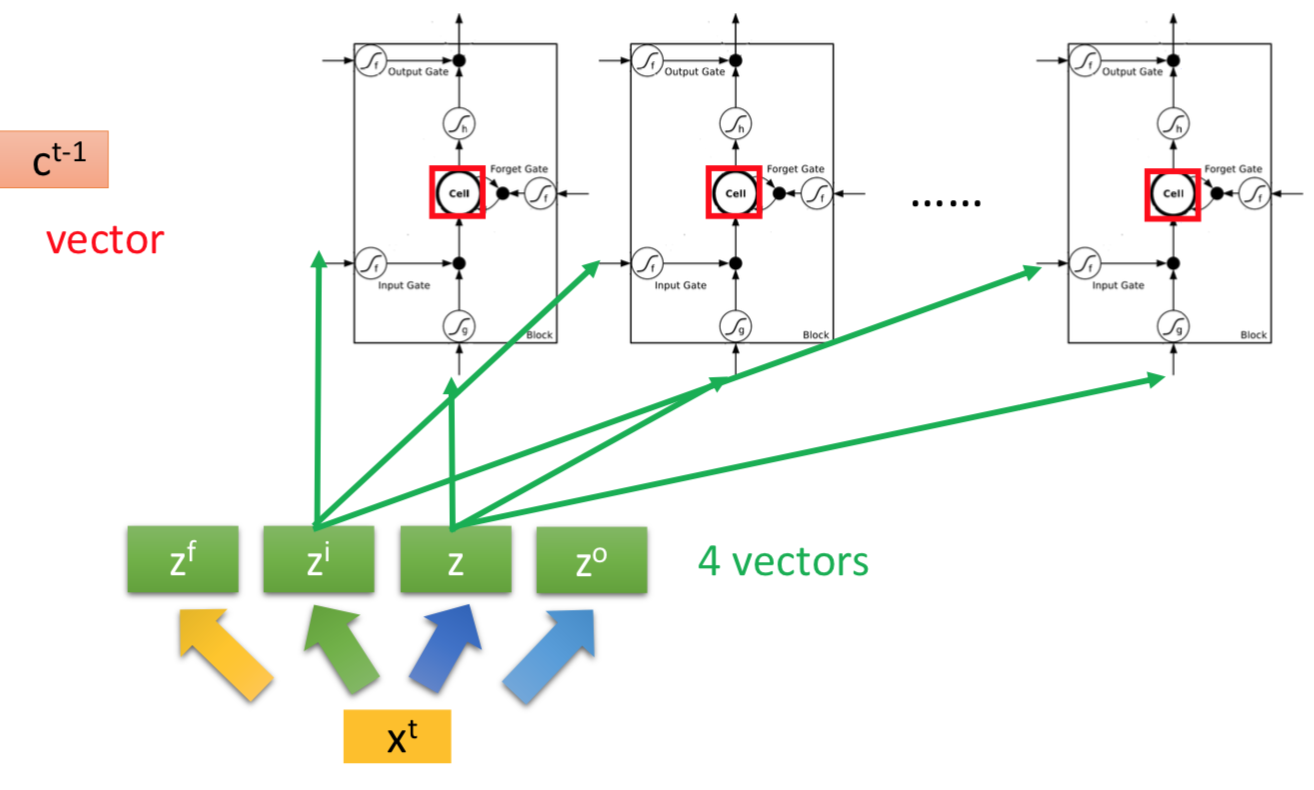 c^{t-1}
vector
Output Gate
h
Forget Gate
Cell
f
f
f
Input Gate
g
Block
Output Gate
h
Forget Gate
Cell
f
f
f
Input Gate
g
Block
......
Output Gate
h
Forget Gate
Cell
f
f
f
Input Gate
g
Block
z^f
z^i
z
z^o
4 vectors
x^t